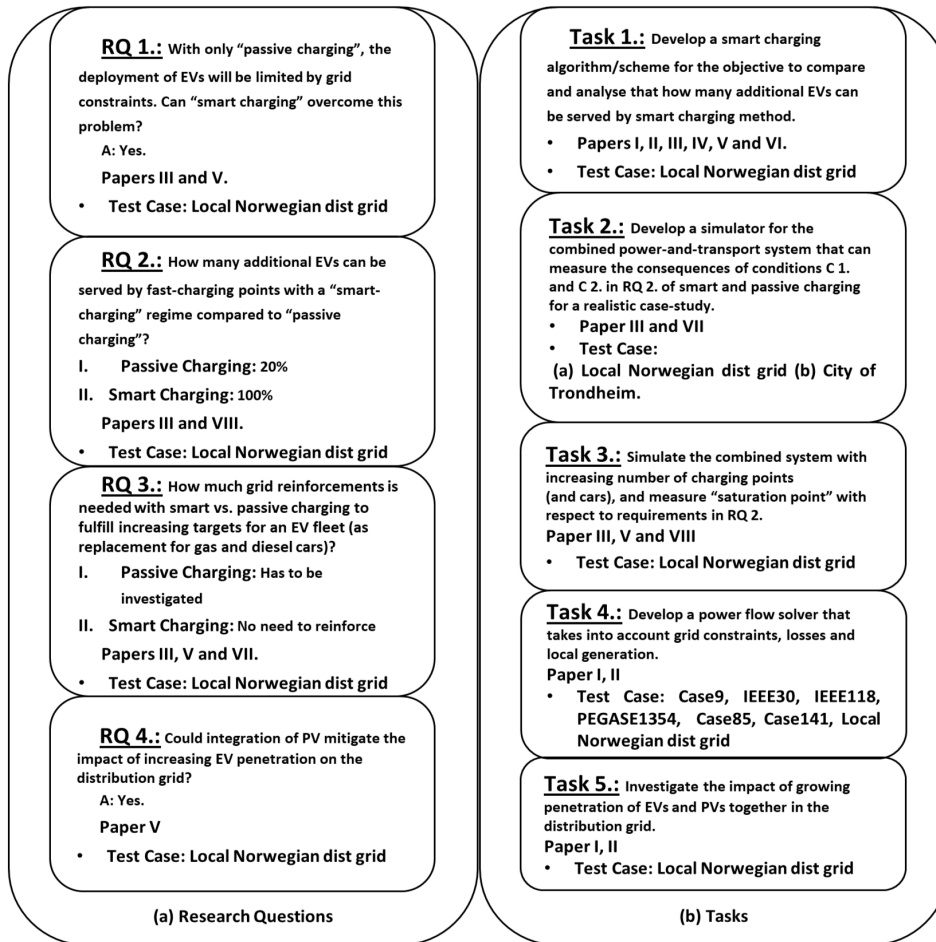 RQ 1.: With only “passive charging”, the
deployment of EVs will be limited by grid
constraints. Can “smart charging” overcome this
problem?
A: Yes.
Papers III and V.
• Test Case: Local Norwegian dist grid
RQ 2.: How many additional EVs can be
served by fast-charging points with a “smart-
charging” regime compared to “passive
charging”?
I. Passive Charging: 20%
II. Smart Charging: 100%
Papers III and VIII.
• Test Case: Local Norwegian dist grid
RQ 3.: How much grid reinforcements is
needed with smart vs. passive charging to
fulfill increasing targets for an EV fleet (as
replacement for gas and diesel cars)?
I. Passive Charging: Has to be
investigated
II. Smart Charging: No need to reinforce
Papers III, V and VII.
• Test Case: Local Norwegian dist grid
RQ 4.: Could integration of PV mitigate the
impact of increasing EV penetration on the
distribution grid?
A: Yes.
Paper V
• Test Case: Local Norwegian dist grid
(a) Research Questions
Task 1.: Develop a smart charging
algorithm/scheme for the objective to compare
and analyse that how many additional EVs can
be served by smart charging method.
• Papers I, II, III, IV, V and VI.
• Test Case: Local Norwegian dist grid
Task 2.: Develop a simulator for the
combined power-and-transport system that can
measure the consequences of conditions C 1.
and C 2. in RQ 2. of smart and passive charging
for a realistic case-study.
• Paper III and VII
• Test Case:
(a) Local Norwegian dist grid (b) City of
Trondheim.
Task 3.: Simulate the combined system with
increasing number of charging points
(and cars), and measure “saturation point” with
respect to requirements in RQ 2.
Paper III, V and VIII
• Test Case: Local Norwegian dist grid
Task 4.: Develop a power flow solver that
takes into account grid constraints, losses and
local generation.
Paper I, II
• Test Case: Case9, IEEE30, IEEE118,
PEGASE1354, Case85, Case141, Local
Norwegian dist grid
Task 5.: Investigate the impact of growing
penetration of EVs and PVs together in the
distribution grid.
Paper I, II
• Test Case: Local Norwegian dist grid
(b) Tasks